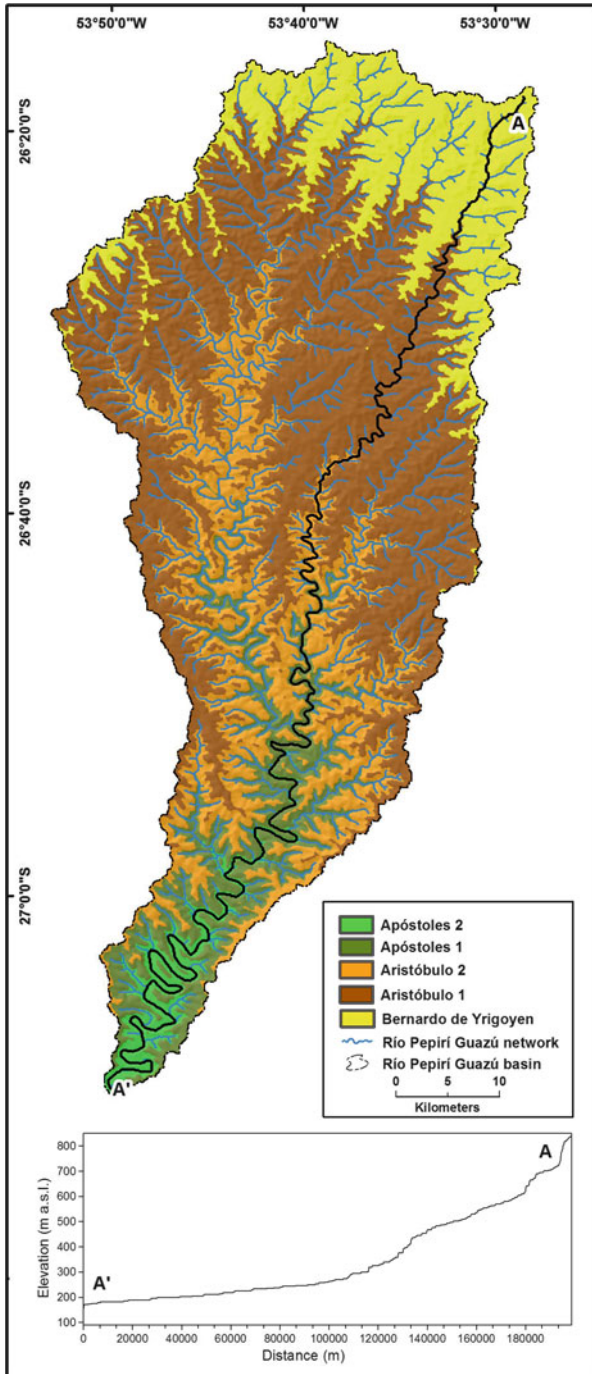 53°50'0"W 53°40'0"W 53°30'0"W
26°20'0"S
A
26°40'0"S
27°0'0"S
A'
Apóstoles 2
Apóstoles 1
Aristóbulo 2
Aristóbulo 1
Bernardo de Yrigoyen
Río Pepirí Guazú network
Río Pepirí Guazú basin
0 5 10
Kilometers
Elevation (m a.s.l.)
800
700
600
500
400
300
200
100
A
A'
0 20000 40000 60000 80000 100000 120000 140000 160000 180000
Distance (m)